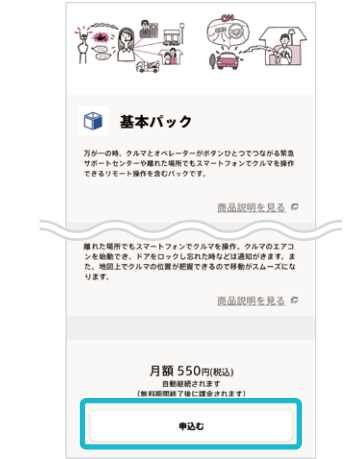 ON
基本パック
万が一の時、クルマとオペレーターがボタンひとつでつながる緊急
サポートセンターや離れた場所でもスマートフォンでクルマを操作
できるリモート操作を含むパックです。
商品説明を見る
離れた場所でもスマートフォンでクルマを操作、クルマのエアコ
ンを始動でき、ドアをロックし忘れた時などは通知がきます。ま
た、地図上でクルマの位置が把握できるので移動がスムーズにな
ります。
商品説明を見る
月額 550円(税込)
自動継続されます
(無料期間終了後に課金されます)
申込む